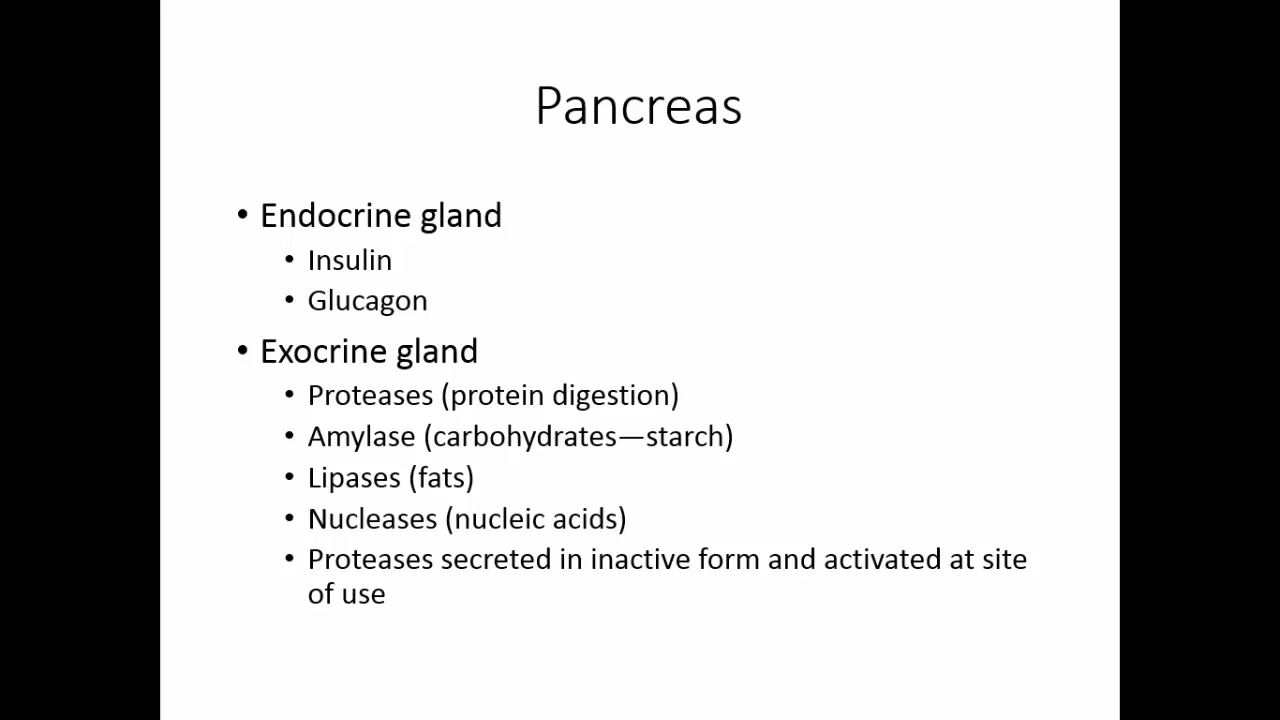 Pancreas
• Endocrine gland
• Insulin
• Glucagon
• Exocrine gland
• Proteases (protein digestion)
• Amylase (carbohydrates—starch)
• Lipases (fats)
• Nucleases (nucleic acids)
• Proteases secreted in inactive form and activated at site
of use